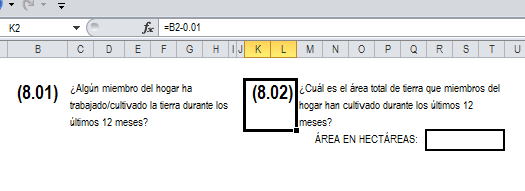 K2 fx =B2-0.01
B C D E F G H I J K L M N O P Q R S T U
(8.01) ¿Algún miembro del hogar ha
trabajado/cultivado la tierra durante los
últimos 12 meses?
(8.02) ¿Cuál es el área total de tierra que miembros del
hogar han cultivado durante los últimos 12
meses?
ÁREA EN HECTÁREAS: